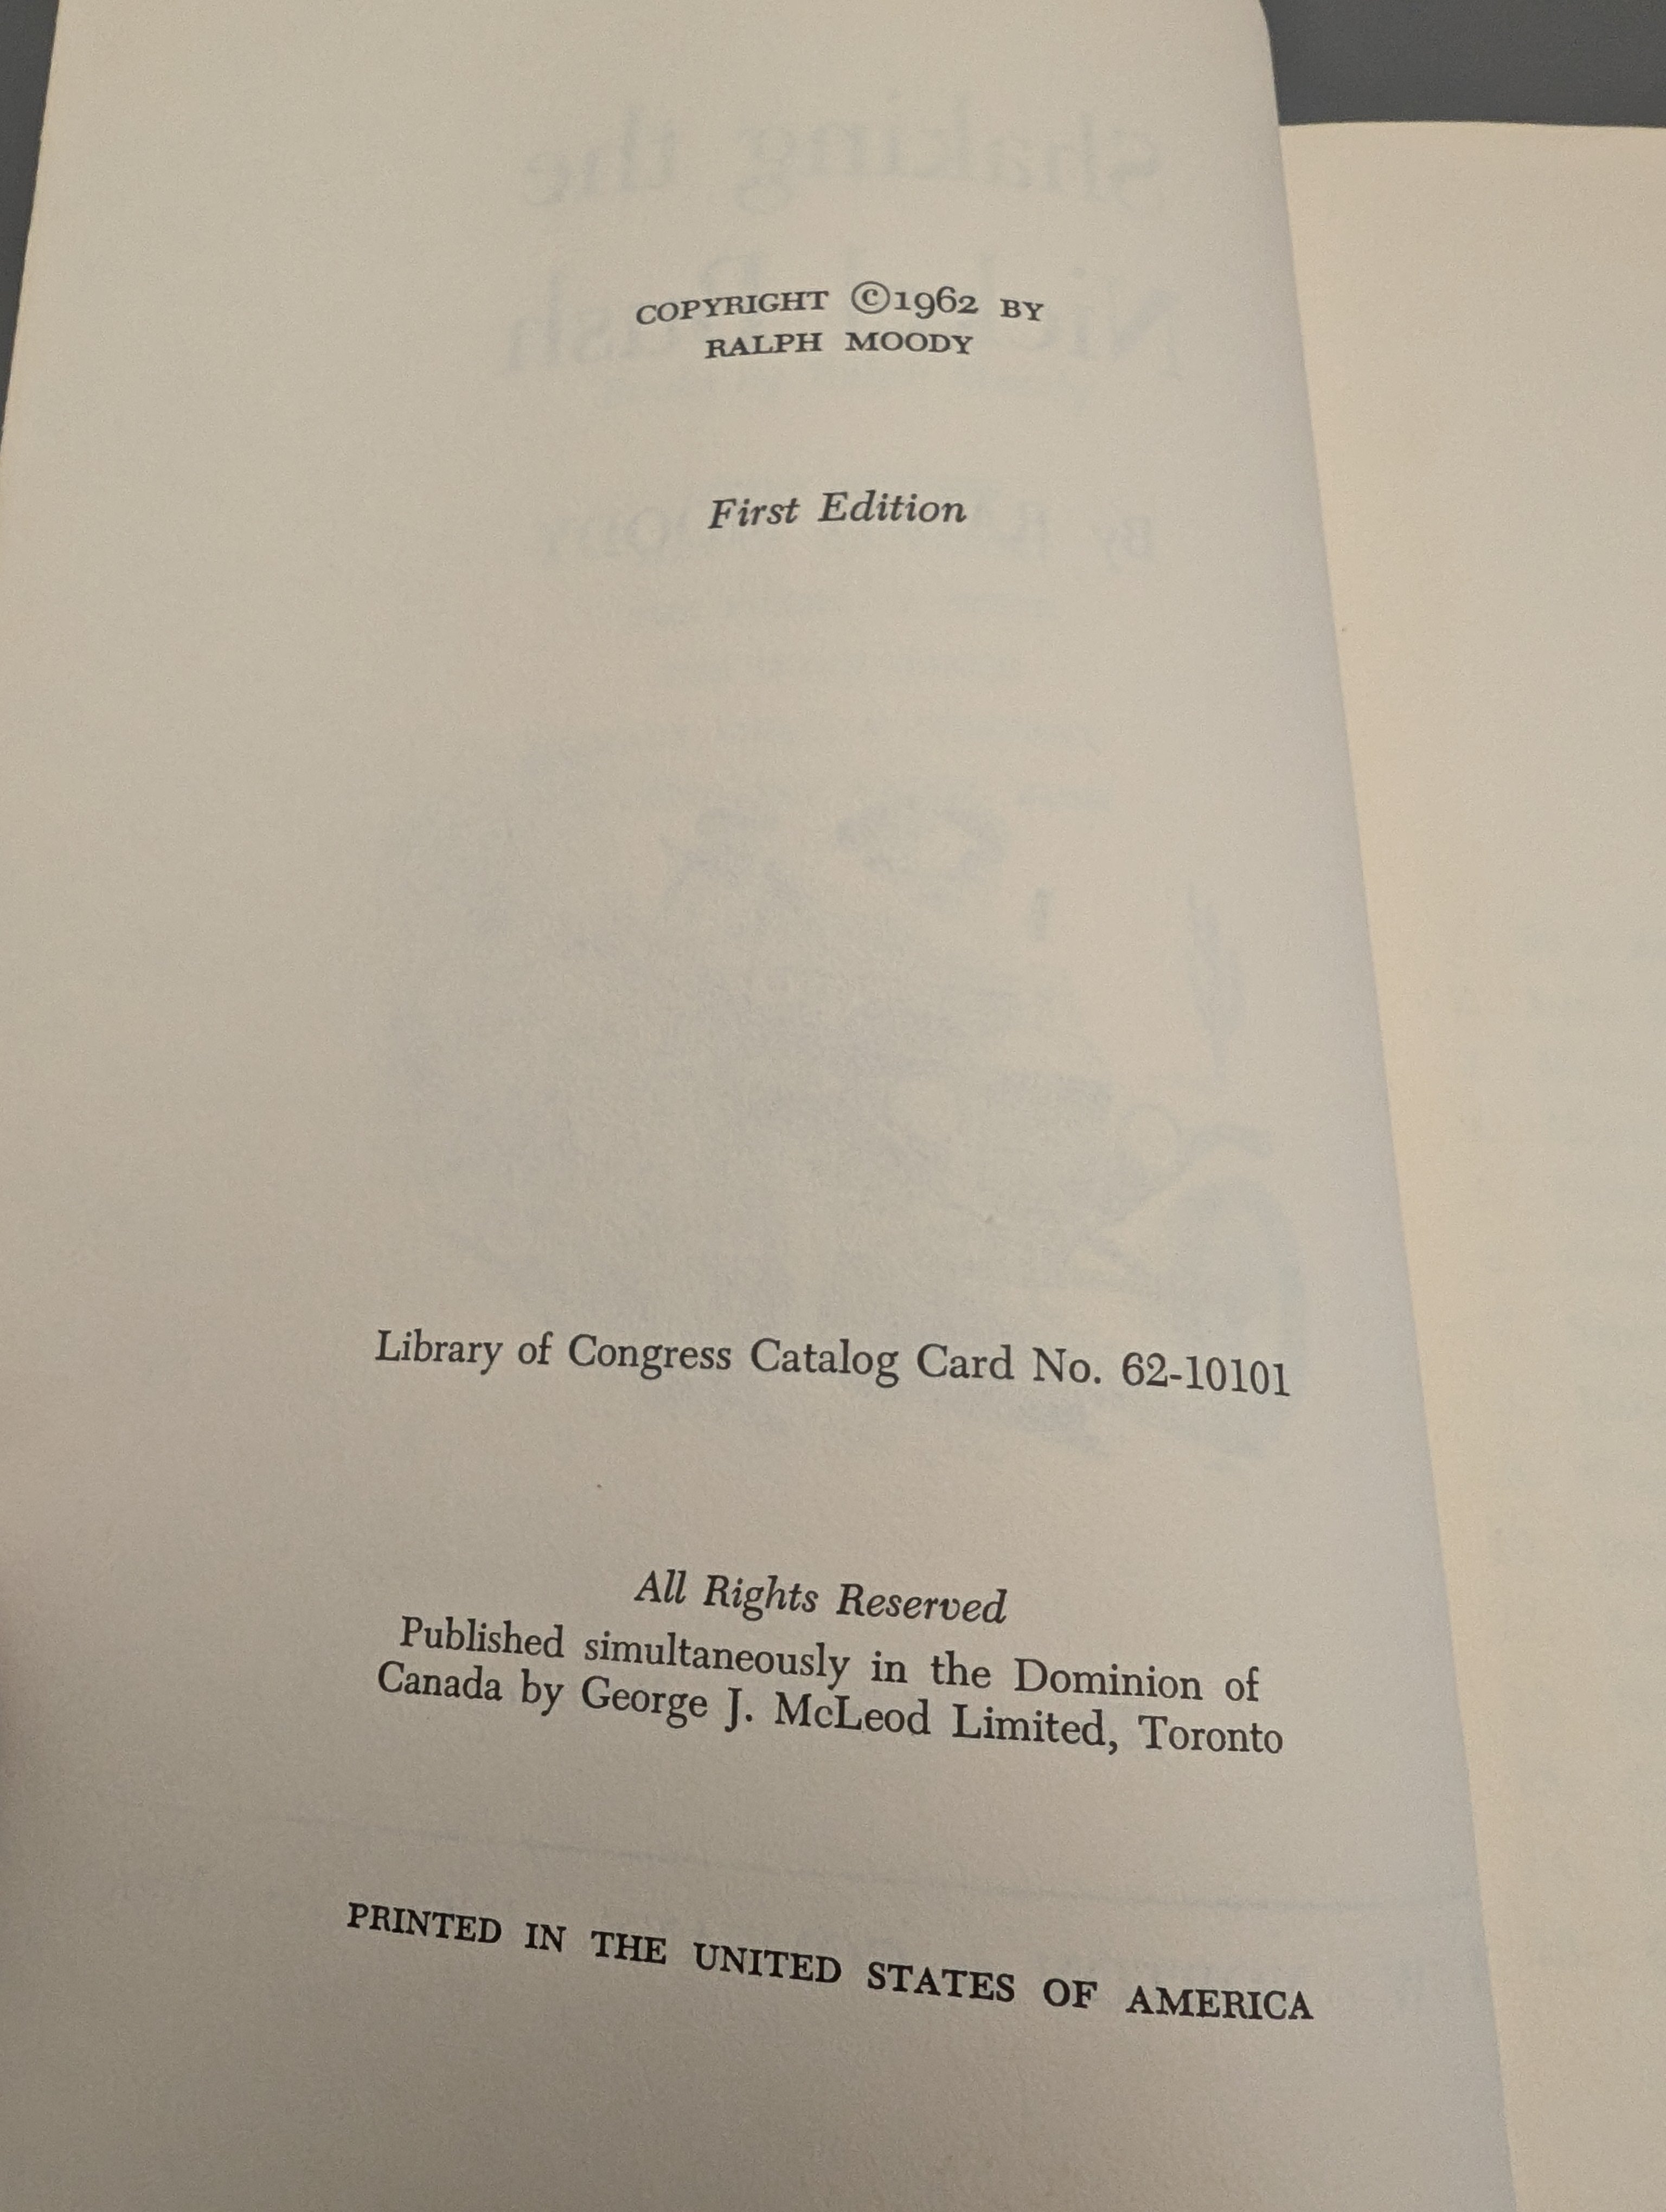 COPYRIGHT ©1962 BY
RALPH MOODY
First Edition
Library of Congress Catalog Card No. 62-10101
All Rights Reserved
Published simultaneously in the Dominion of
Canada by George J. McLeod Limited, Toronto
PRINTED IN THE UNITED STATES OF AMERICA